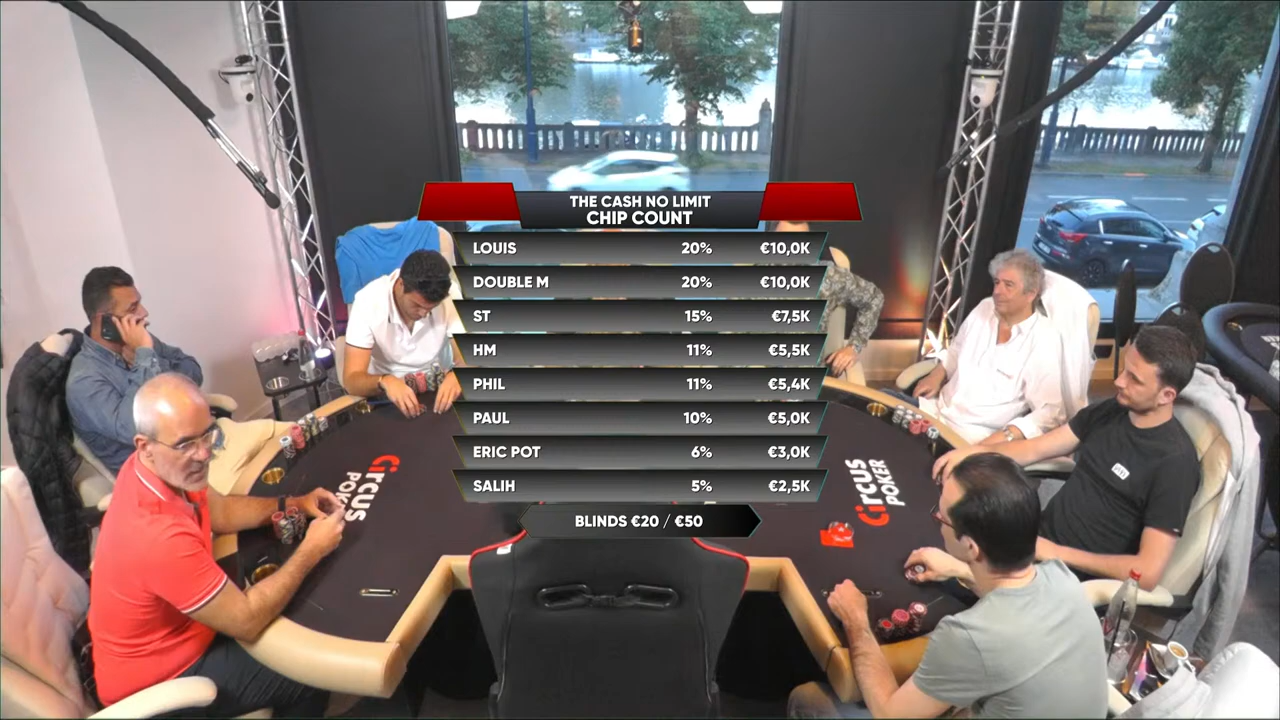 THE CASH NO LIMIT
CHIP COUNT
LOUIS 20% €10,0K
DOUBLE M 20% €10,0K
ST 15% €7,5K
HM 11% €5,5K
PHIL 11% €5,4K
PAUL 10% €5,0K
ERIC POT 6% €3,0K
SALIH 5% €2,5K
BLINDS €20 / €50
CIRCUS
POKER
CIRCUS
POKER